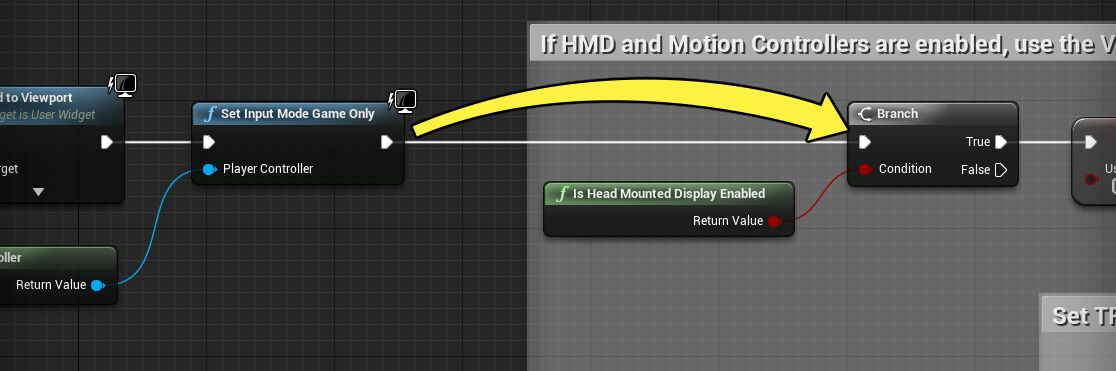 If HMD and Motion Controllers are enabled, use the V
d to Viewport
get is User Widget
rget
Set Input Mode Game Only
Player Controller
Branch
True
Condition
False
Us
Is Head Mounted Display Enabled
Return Value
oller
Return Value
Set TF